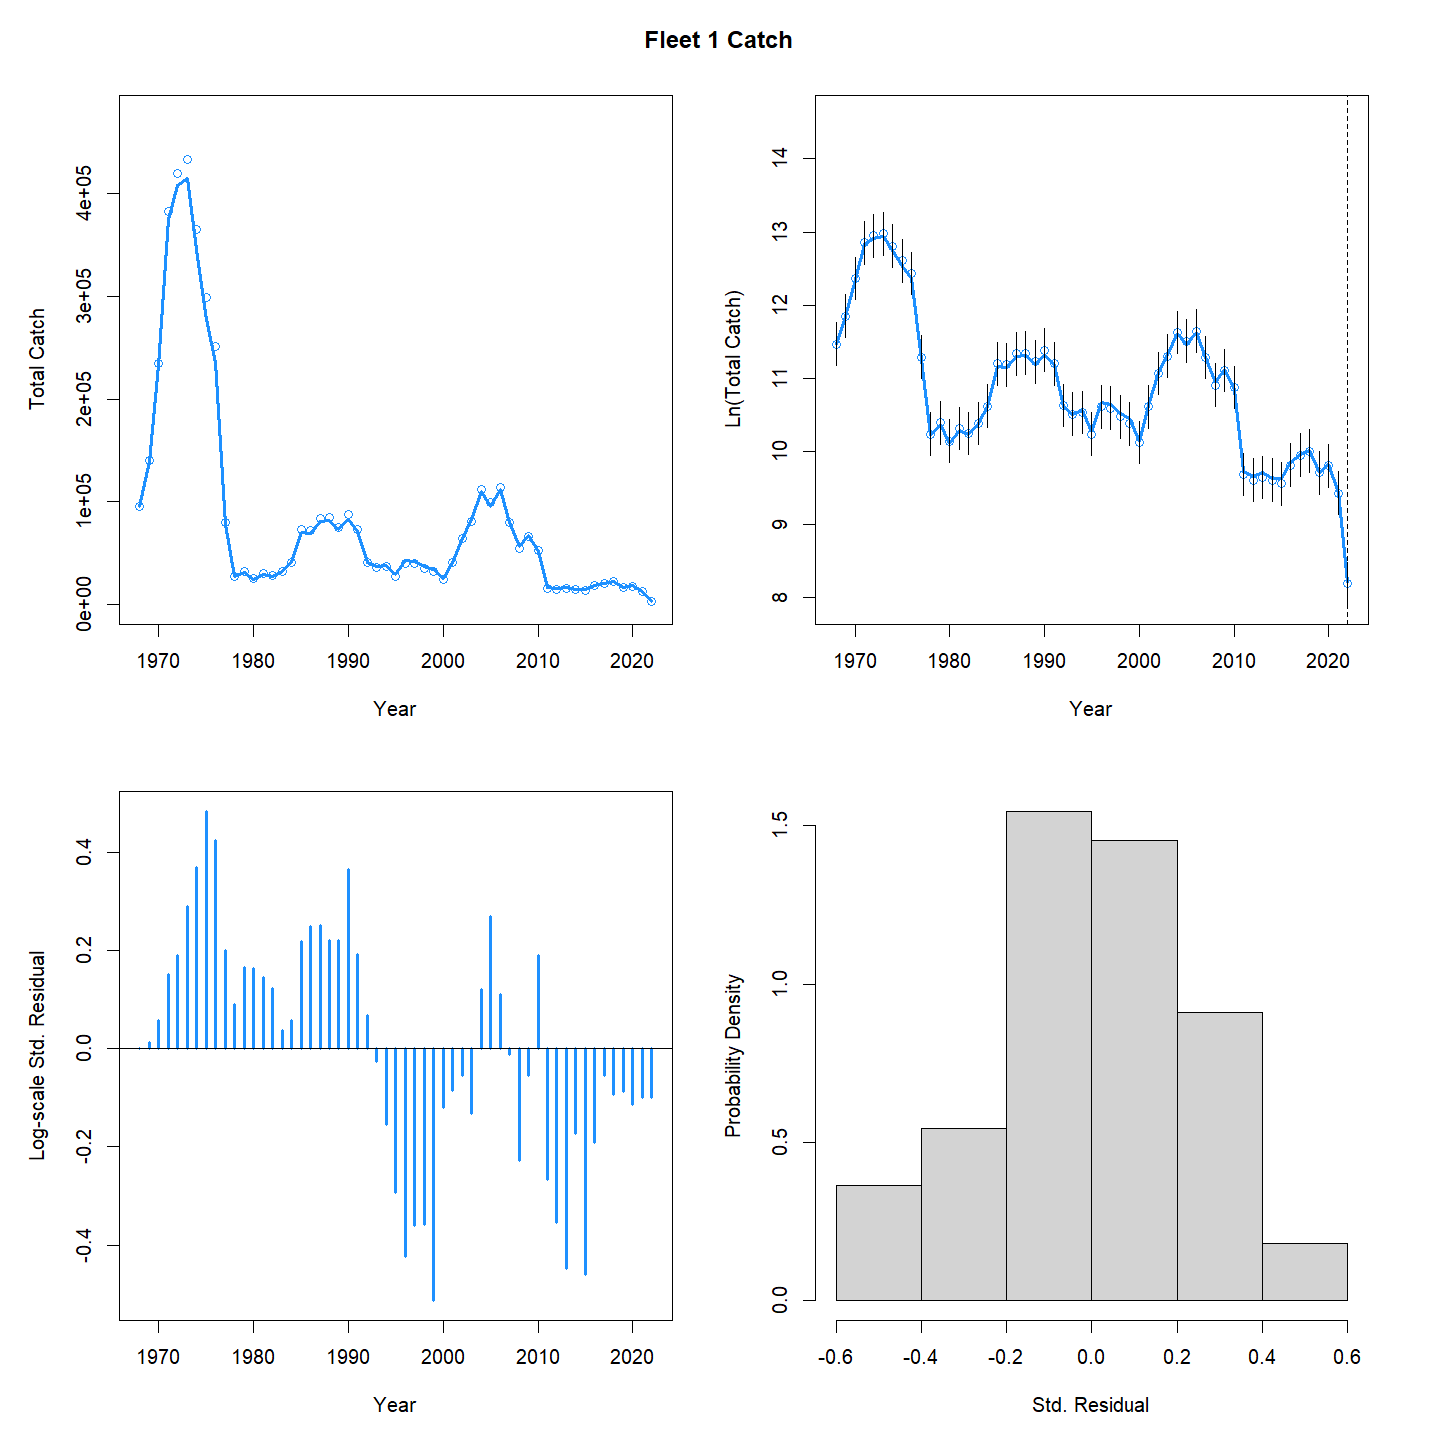 Fleet 1 Catch
Total Catch
0e+00 1e+05 2e+05 3e+05 4e+05
1970 1980 1990 2000 2010 2020
Year
Ln(Total Catch)
8 9 10 11 12 13 14
1970 1980 1990 2000 2010 2020
Year
Log-scale Std. Residual
-0.4 -0.2 0.0 0.2 0.4
1970 1980 1990 2000 2010 2020
Year
Probability Density
0.0 0.5 1.0 1.5
-0.6 -0.4 -0.2 0.0 0.2 0.4 0.6
Std. Residual